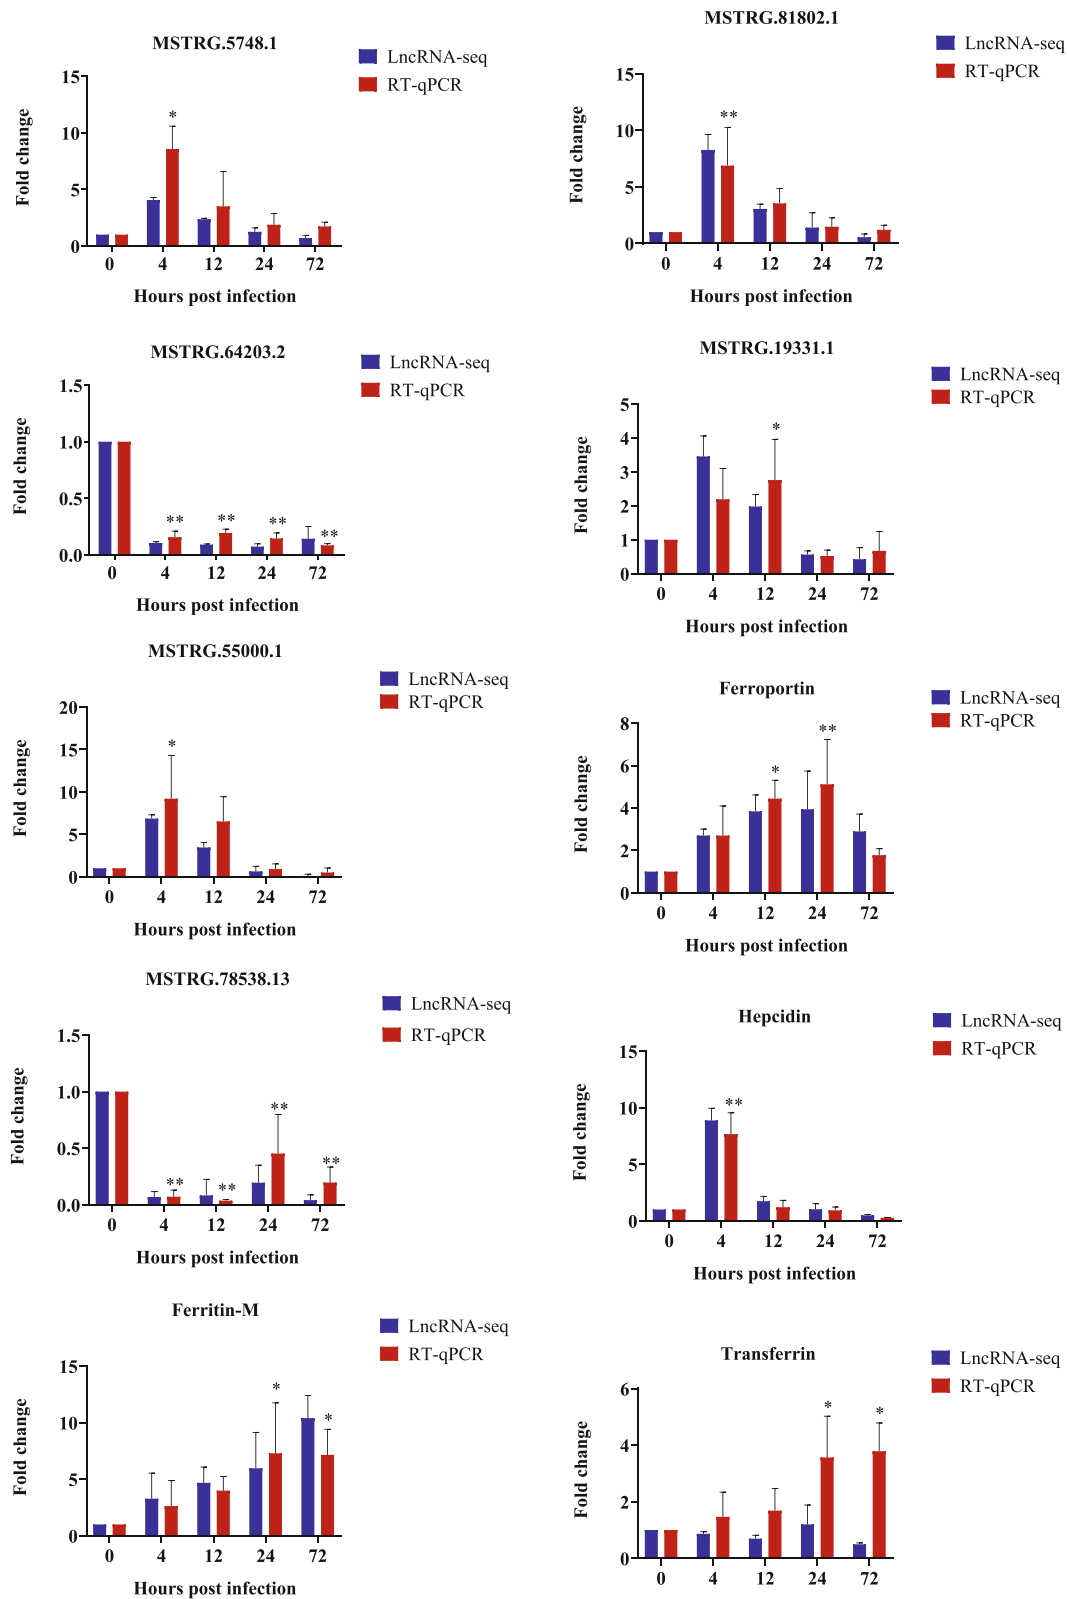 MSTRG.5748.1
LncRNA-seq
RT-qPCR
Fold change
15
10
5
0
*
0 4 12 24 72
Hours post infection
MSTRG.81802.1
LncRNA-seq
RT-qPCR
Fold change
15
10
5
0
**
0 4 12 24 72
Hours post infection
MSTRG.64203.2
LncRNA-seq
RT-qPCR
Fold change
1.5
1.0
0.5
0.0
** ** ** **
0 4 12 24 72
Hours post infection
MSTRG.19331.1
LncRNA-seq
RT-qPCR
Fold change
5
4
3
2
1
0
*
0 4 12 24 72
Hours post infection
MSTRG.55000.1
LncRNA-seq
RT-qPCR
Fold change
20
15
10
5
0
*
0 4 12 24 72
Hours post infection
Ferroportin
LncRNA-seq
RT-qPCR
Fold change
8
6
4
2
0
* **
0 4 12 24 72
Hours post infection
MSTRG.78538.13
LncRNA-seq
RT-qPCR
Fold change
1.5
1.0
0.5
0.0
** ** ** **
0 4 12 24 72
Hours post infection
Hepcidin
LncRNA-seq
RT-qPCR
Fold change
15
10
5
0
**
0 4 12 24 72
Hours post infection
Ferritin-M
LncRNA-seq
RT-qPCR
Fold change
15
10
5
0
* *
0 4 12 24 72
Hours post infection
Transferrin
LncRNA-seq
RT-qPCR
Fold change
6
4
2
0
* *
0 4 12 24 72